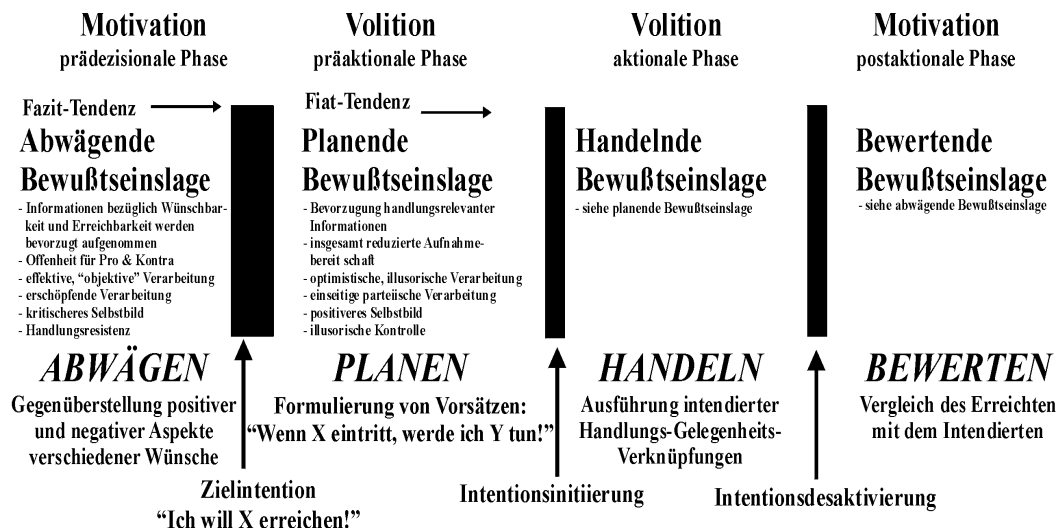 Motivation
prädezisionale Phase
Volition
präaktionale Phase
Volition
aktionale Phase
Motivation
postaktionale Phase
Fazit-Tendenz
Abwägende
Bewußtseinslage
- Informationen bezüglich Wünschbar-
keit und Erreichbarkeit werden
bevorzugt aufgenommen
- Offenheit für Pro & Kontra
- effektive, “objektive” Verarbeitung
- erschöpfende Verarbeitung
- kritischeres Selbstbild
- Handlungsresistenz
Fiat-Tendenz
Planende
Bewußtseinslage
- Bevorzugung handlungsrelevanter
Informationen
- insgesamt reduzierte Aufnahme-
bereit schaft
- optimistische, illusorische Verarbeitung
- einseitige parteiische Verarbeitung
- positiveres Selbstbild
- illusorische Kontrolle
Handelnde
Bewußtseinslage
- siehe planende Bewußtseinslage
Bewertende
Bewußtseinslage
- siehe abwägende Bewußtseinslage
ABWÄGEN
Gegenüberstellung positiver
und negativer Aspekte
verschiedener Wünsche
PLANEN
Formulierung von Vorsätzen:
“Wenn X eintritt, werde ich Y tun!”
HANDELN
Ausführung intendierter
Handlungs-Gelegenheits-
Verknüpfungen
BEWERTEN
Vergleich des Erreichten
mit dem Intendierten
Zielintention
“Ich will X erreichen!”
Intentionsinitiierung
Intentionsdesaktivierung